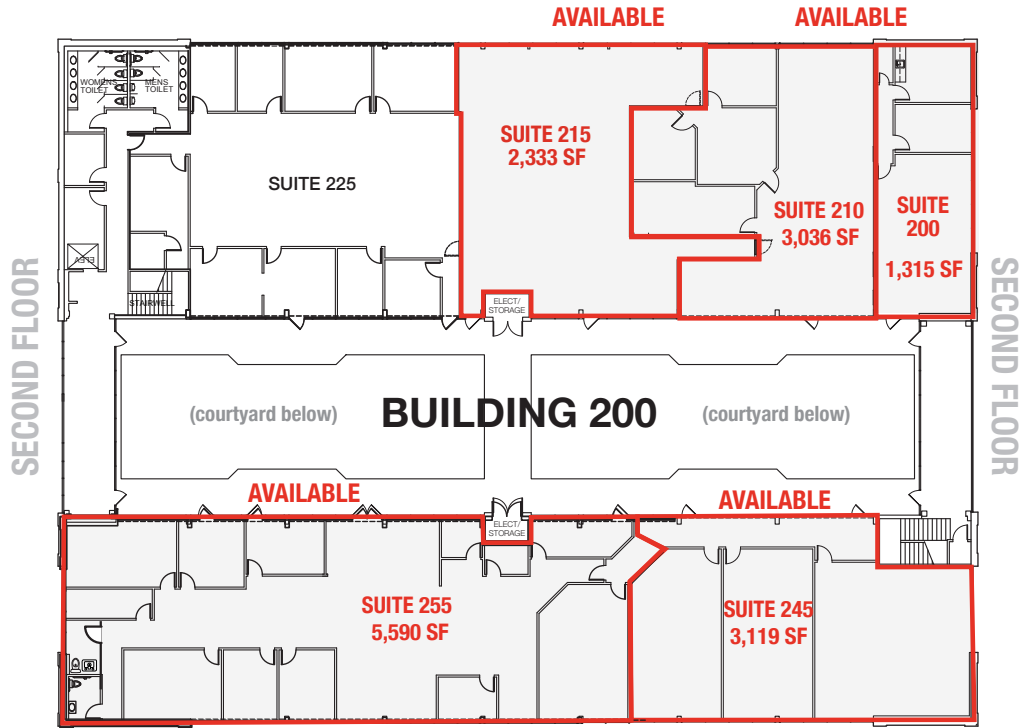 AVAILABLE
AVAILABLE
WOMENS
TOILET
MENS
TOILET
SUITE 215
2,333 SF
SUITE 225
SUITE 210
3,036 SF
SUITE
200
1,315 SF
ELEV
STAIRWELL
ELECT/
STORAGE
SECOND FLOOR
SECOND FLOOR
(courtyard below)
BUILDING 200
(courtyard below)
AVAILABLE
AVAILABLE
ELECT/
STORAGE
SUITE 255
5,590 SF
SUITE 245
3,119 SF